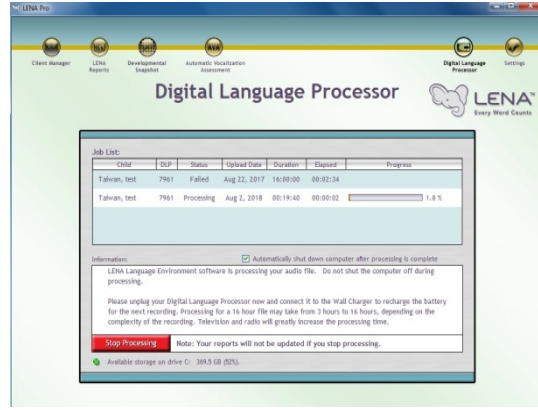 LENA Pro
Client Manager
LENA Reports
Developmental Snapshot
Automatic Vocalization Assessment
Digital Language Processor
Settings
Digital Language Processor
LENA™
Every Word Counts
Job List:
Child DLP Status Upload Date Duration Elapsed Progress
Taiwan, test 7961 Failed Aug 22, 2017 16:00:00 00:02:34
Taiwan, test 7961 Processing Aug 2, 2018 00:19:40 00:00:02 1.8 %
Information: Automatically shut down computer after processing is complete
LENA Language Environment software is processing your audio file. Do not shut the computer off during
processing.
Please unplug your Digital Language Processor now and connect it to the Wall Charger to recharge the battery
for the next recording. Processing for a 16 hour file may take from 3 hours to 16 hours, depending on the
complexity of the recording. Television and radio will greatly increase the processing time.
Stop Processing Note: Your reports will not be updated if you stop processing.
Available storage on drive C: 369.5 GB (52%).